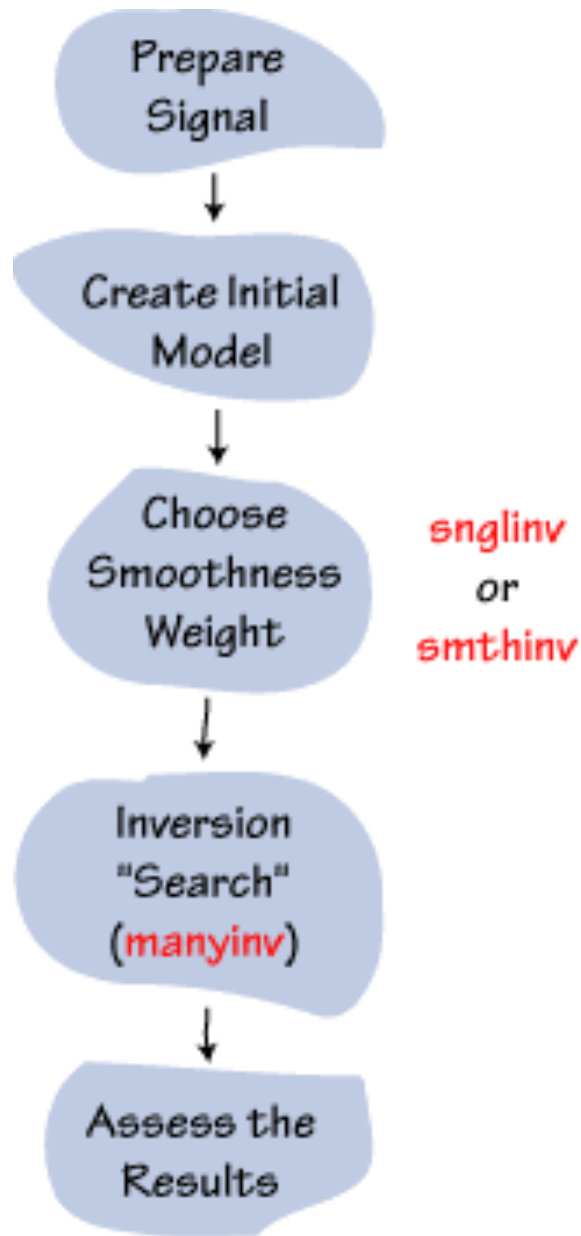 Prepare
Signal
Create Initial
Model
Choose
Smoothness
Weight
snglinv
or
smthinv
Inversion
"Search"
(manyinv)
Assess the
Results